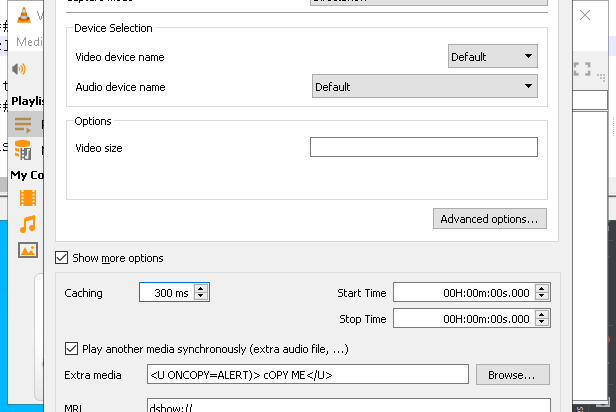 Device Selection
Video device name
Default
Audio device name
Default
Options
Video size
Advanced options...
Show more options
Caching
300 ms
Start Time
00H:00m:00s.000
Stop Time
00H:00m:00s.000
Play another media synchronously (extra audio file, ...)
Extra media
<U ONCOPY=ALERT)> cOPY ME</U>
Browse...
MRL
dshow://
Media
Playlis
My Co